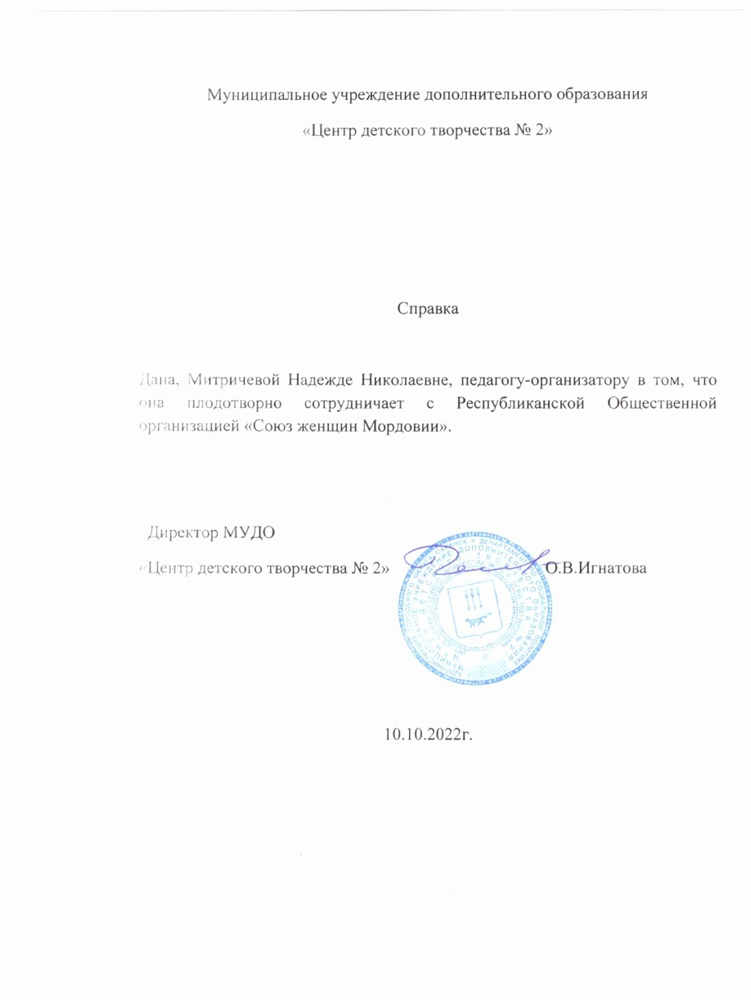 Муниципальное учреждение дополнительного образования
«Центр детского творчества № 2»
Справка
Дана, Митричевой Надежде Николаевне, педагогу-организатору в том, что
она плодотворно сотрудничает с Республиканской Общественной
организацией «Союз женщин Мордовии».
Директор МУДО
«Центр детского творчества № 2» О.В.Игнатова
10.10.2022г.